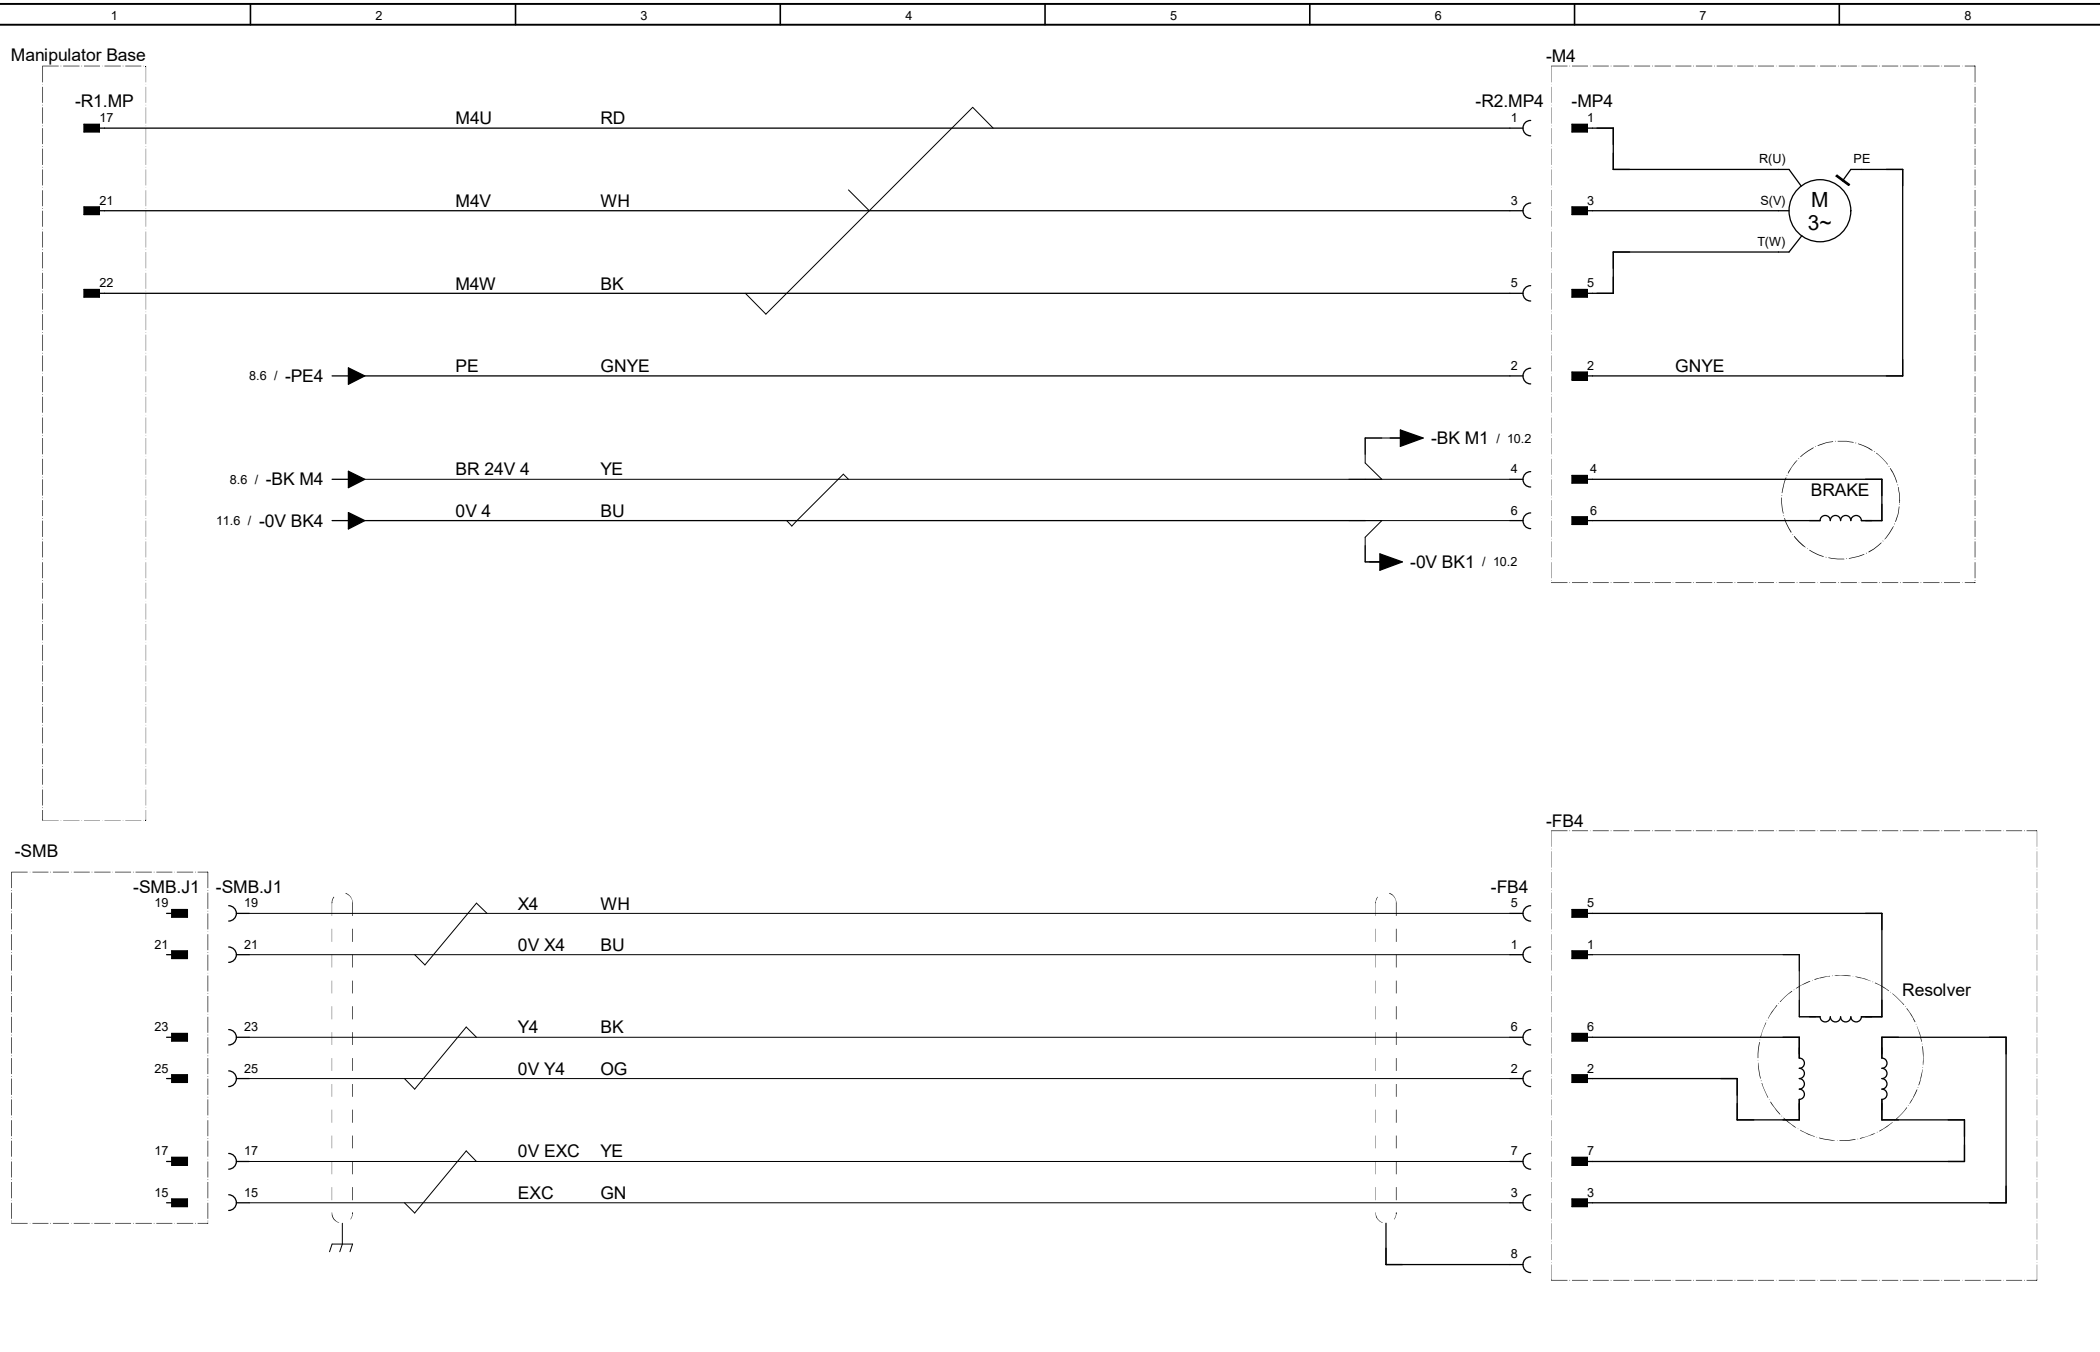 1 2 3 4 5 6 7 8
Manipulator Base -M4
-R1.MP -R2.MP4 -MP4
17 M4U RD 1 1
R(U) PE
21 M4V WH 3 3 S(V) M
3~
T(W)
22 M4W BK 5 5
8.6 / -PE4 PE GNYE 2 2 GNYE
-BK M1 / 10.2
8.6 / -BK M4 BR 24V 4 YE 4 4
BRAKE
11.6 / -0V BK4 0V 4 BU 6 6
-0V BK1 / 10.2
-FB4
-SMB
-SMB.J1 -SMB.J1 -FB4
19 19 X4 WH 5 5
21 21 0V X4 BU 1 1
Resolver
23 23 Y4 BK 6 6
25 25 0V Y4 OG 2 2
17 17 0V EXC YE 7 7
15 15 EXC GN 3 3
8